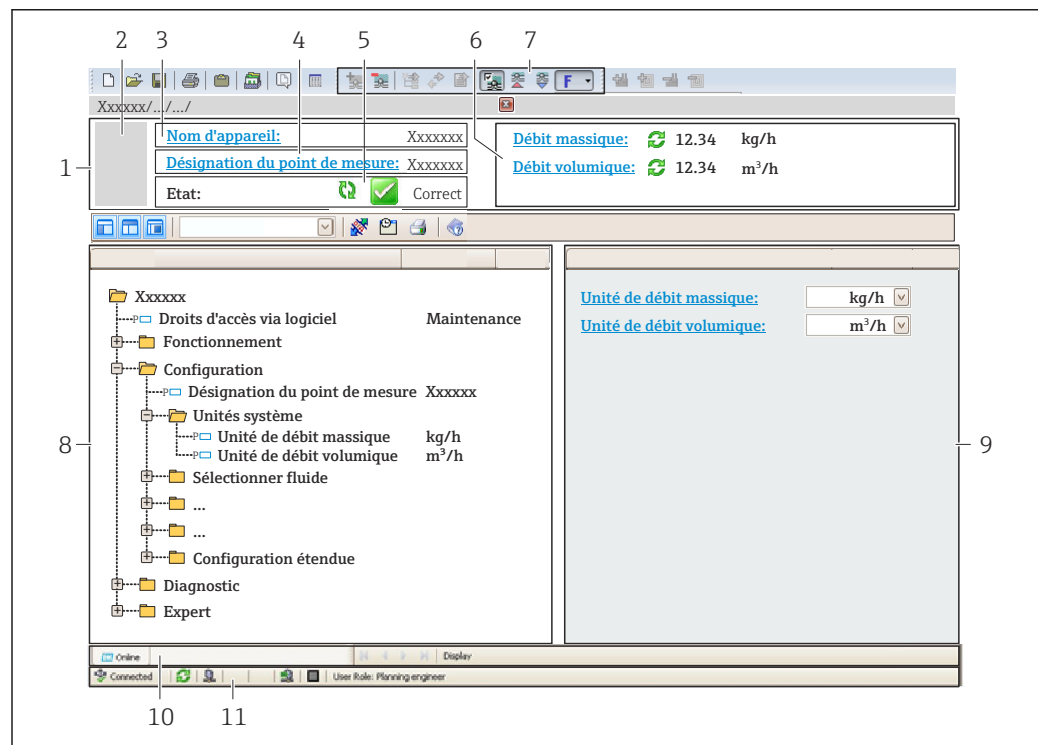 2 3 4 5 6 7
F
Xxxxxx/.../.../
1
Nom d'appareil: Xxxxxxx
Désignation du point de mesure: Xxxxxxx
Etat: Correct
Débit massique: 12.34 kg/h
Débit volumique: 12.34 m³/h
Xxxxxx
P Droits d'accès via logiciel Maintenance
Fonctionnement
Configuration
P Désignation du point de mesure Xxxxxx
Unités système
P Unité de débit massique kg/h
P Unité de débit volumique m³/h
Sélectionner fluide
...
...
Configuration étendue
Diagnostic
Expert
8
Unité de débit massique: kg/h
Unité de débit volumique: m³/h
9
Online Display
Connected User Role: Planning engineer
10 11